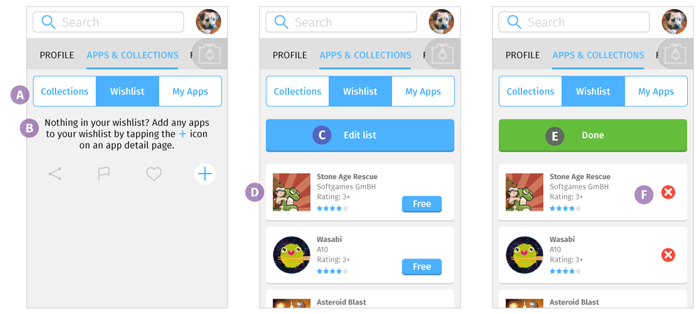 Search
PROFILE APPS & COLLECTIONS F
A
Collections Wishlist My Apps
B
Nothing in your wishlist? Add any apps
to your wishlist by tapping the + icon
on an app detail page.
Search
PROFILE APPS & COLLECTIONS F
Collections Wishlist My Apps
C Edit list
D
Stone Age Rescue
Softgames GmBH
Rating: 3+
Free
Wasabi
A10
Rating: 3+
Free
Asteroid Blast
Search
PROFILE APPS & COLLECTIONS F
Collections Wishlist My Apps
E Done
Stone Age Rescue
Softgames GmBH
Rating: 3+
F
Wasabi
A10
Rating: 3+
Asteroid Blast